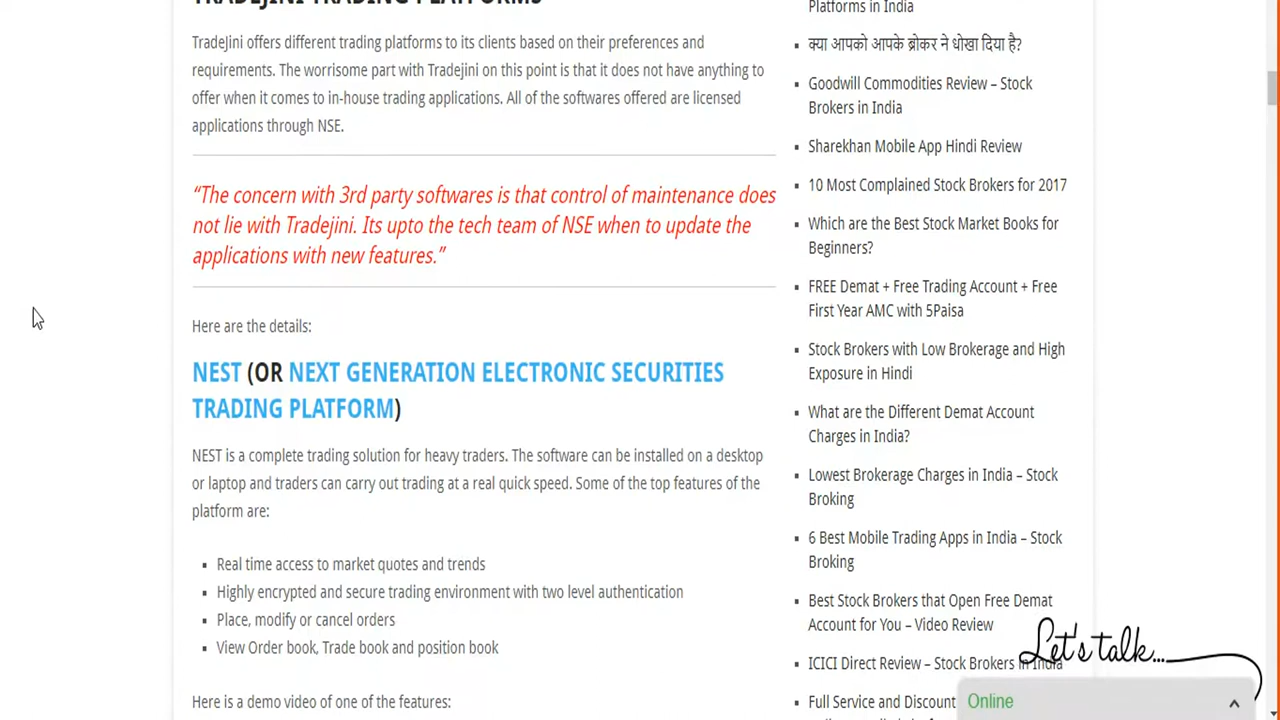 TRADEJINI TRADING PLATFORMS
TradeJini offers different trading platforms to its clients based on their preferences and
requirements. The worrisome part with Tradejini on this point is that it does not have anything to
offer when it comes to in-house trading applications. All of the softwares offered are licensed
applications through NSE.
“The concern with 3rd party softwares is that control of maintenance does
not lie with Tradejini. Its upto the tech team of NSE when to update the
applications with new features.”
Here are the details:
NEST (OR NEXT GENERATION ELECTRONIC SECURITIES
TRADING PLATFORM)
NEST is a complete trading solution for heavy traders. The software can be installed on a desktop
or laptop and traders can carry out trading at a real quick speed. Some of the top features of the
platform are:
Real time access to market quotes and trends
Highly encrypted and secure trading environment with two level authentication
Place, modify or cancel orders
View Order book, Trade book and position book
Here is a demo video of one of the features:
Platforms in India
क्या आपको आपके ब्रोकर ने धोखा दिया है?
Goodwill Commodities Review – Stock
Brokers in India
Sharekhan Mobile App Hindi Review
10 Most Complained Stock Brokers for 2017
Which are the Best Stock Market Books for
Beginners?
FREE Demat + Free Trading Account + Free
First Year AMC with 5Paisa
Stock Brokers with Low Brokerage and High
Exposure in Hindi
What are the Different Demat Account
Charges in India?
Lowest Brokerage Charges in India – Stock
Broking
6 Best Mobile Trading Apps in India – Stock
Broking
Best Stock Brokers that Open Free Demat
Account for You – Video Review
ICICI Direct Review – Stock Brokers in India
Full Service and Discount
Let's talk...
Online